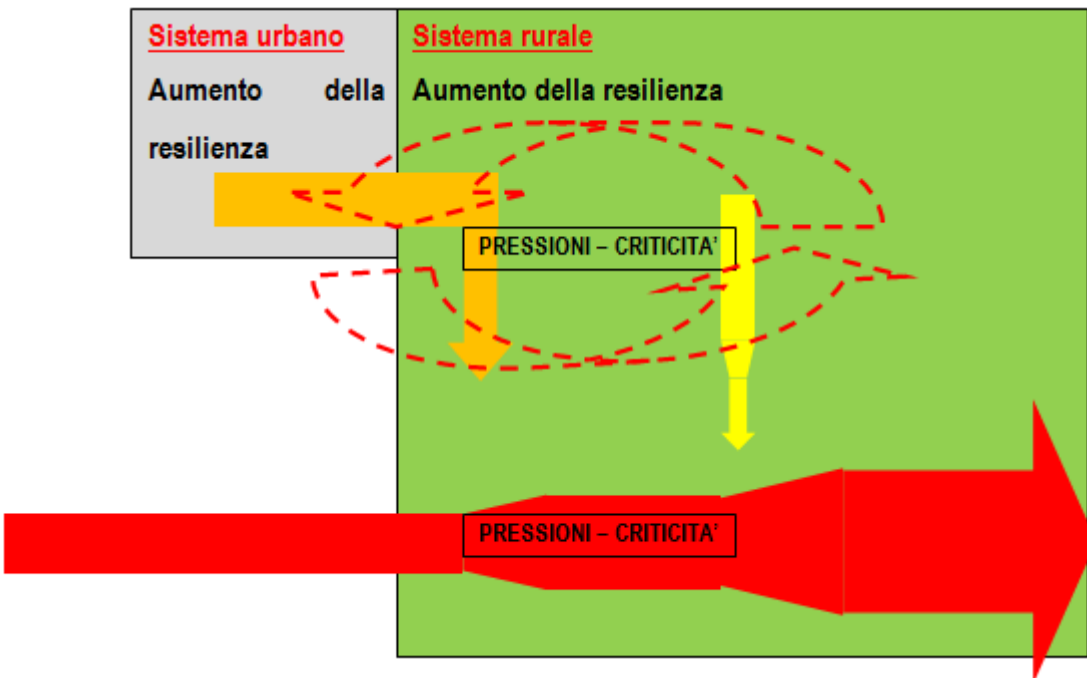 Sistema urbano
Aumento della
resilienza
Sistema rurale
Aumento della resilienza
PRESSIONI – CRITICITA’
PRESSIONI – CRITICITA’